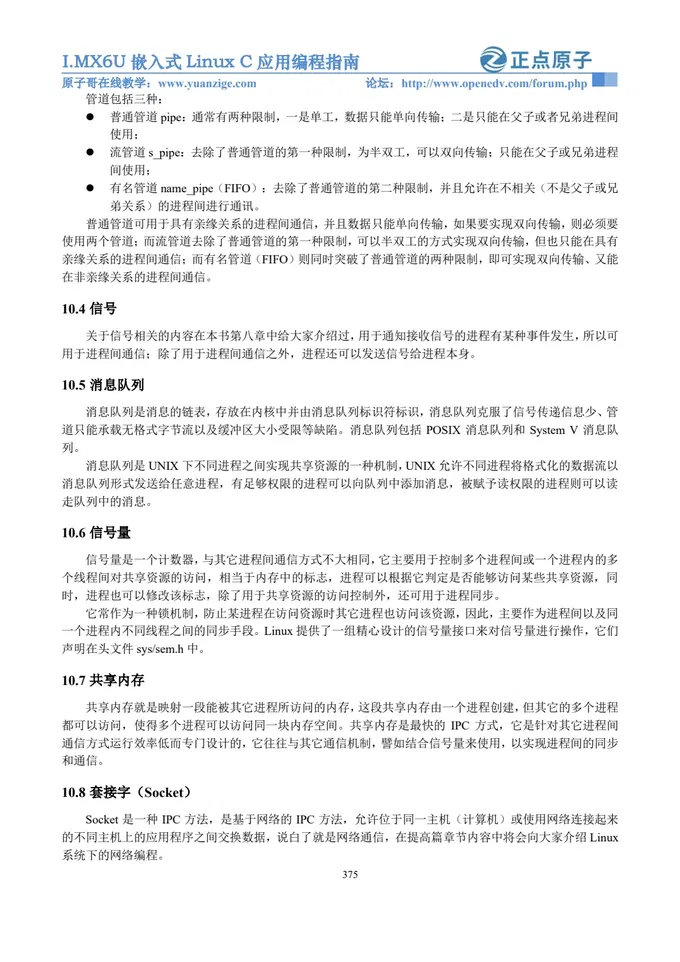 I.MX6U 嵌入式 Linux C 应用编程指南
正点原子
原子哥在线教学：www.yuanzige.com 论坛：http://www.openedv.com/forum.php
管道包括三种：
● 普通管道 pipe：通常有两种限制，一是单工，数据只能单向传输；二是只能在父子或者兄弟进程间
使用；
● 流管道 s_pipe：去除了普通管道的第一种限制，为半双工，可以双向传输；只能在父子或兄弟进程
间使用；
● 有名管道 name_pipe（FIFO）：去除了普通管道的第二种限制，并且允许在不相关（不是父子或兄
弟关系）的进程间进行通讯。
普通管道可用于具有亲缘关系的进程间通信，并且数据只能单向传输，如果要实现双向传输，则必须要
使用两个管道；而流管道去除了普通管道的第一种限制，可以半双工的方式实现双向传输，但也只能在具有
亲缘关系的进程间通信；而有名管道（FIFO）则同时突破了普通管道的两种限制，即可实现双向传输、又能
在非亲缘关系的进程间通信。
10.4 信号
关于信号相关的内容在本书第八章中给大家介绍过，用于通知接收信号的进程有某种事件发生，所以可
用于进程间通信；除了用于进程间通信之外，进程还可以发送信号给进程本身。
10.5 消息队列
消息队列是消息的链表，存放在内核中并由消息队列标识符标识，消息队列克服了信号传递信息少、管
道只能承载无格式字节流以及缓冲区大小受限等缺陷。消息队列包括 POSIX 消息队列和 System V 消息队
列。
消息队列是 UNIX 下不同进程之间实现共享资源的一种机制，UNIX 允许不同进程将格式化的数据流以
消息队列形式发送给任意进程，有足够权限的进程可以向队列中添加消息，被赋予读权限的进程则可以读
走队列中的消息。
10.6 信号量
信号量是一个计数器，与其它进程间通信方式不大相同，它主要用于控制多个进程间或一个进程内的多
个线程间对共享资源的访问，相当于内存中的标志，进程可以根据它判定是否能够访问某些共享资源，同
时，进程也可以修改该标志，除了用于共享资源的访问控制外，还可用于进程同步。
它常作为一种锁机制，防止某进程在访问资源时其它进程也访问该资源，因此，主要作为进程间以及同
一个进程内不同线程之间的同步手段。Linux 提供了一组精心设计的信号量接口来对信号量进行操作，它们
声明在头文件 sys/sem.h 中。
10.7 共享内存
共享内存就是映射一段能被其它进程所访问的内存，这段共享内存由一个进程创建，但其它的多个进程
都可以访问，使得多个进程可以访问同一块内存空间。共享内存是最快的 IPC 方式，它是针对其它进程间
通信方式运行效率低而专门设计的，它往往与其它通信机制，譬如结合信号量来使用，以实现进程间的同步
和通信。
10.8 套接字（Socket）
Socket 是一种 IPC 方法，是基于网络的 IPC 方法，允许位于同一主机（计算机）或使用网络连接起来
的不同主机上的应用程序之间交换数据，说白了就是网络通信，在提高篇章节内容中将会向大家介绍 Linux
系统下的网络编程。
375